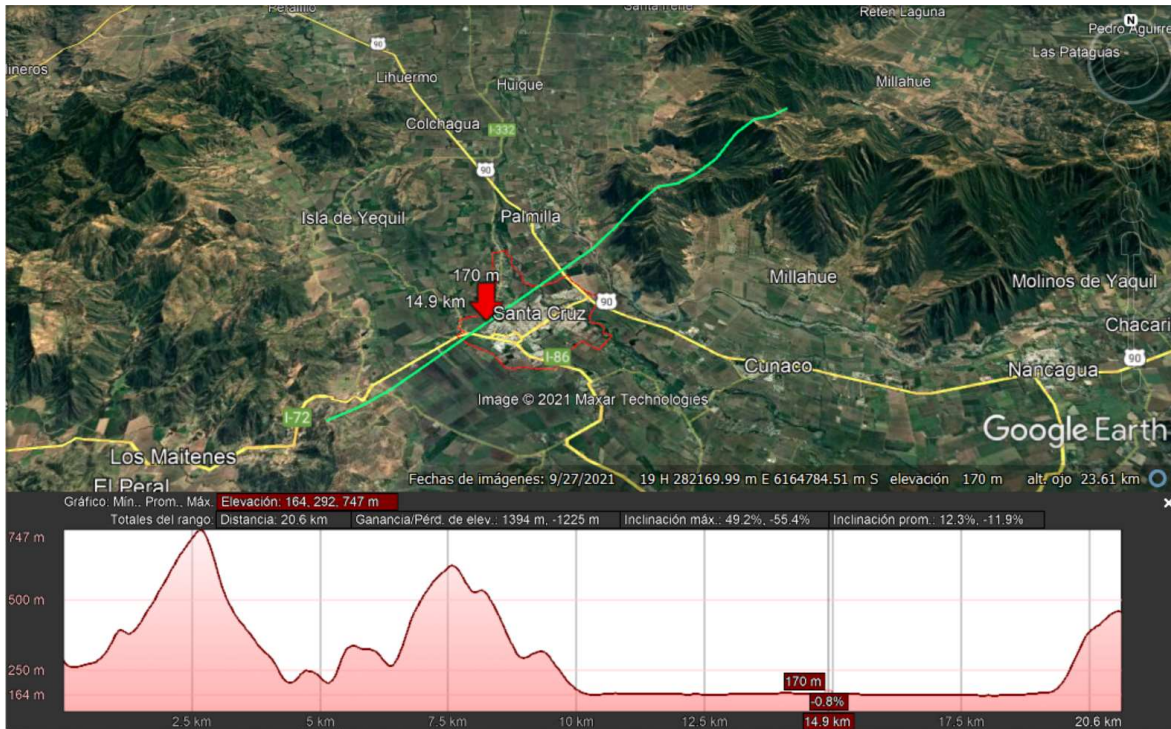 Peralillo
Santa Irene
Reten Laguna
N
Pedro Aguirre
90
Las Pataguas
ineros
Lihuermo
Huique
Millahue
Colchagua
I-332
90
Isla de Yequil
Palmilla
170 m
Millahue
Molinos de Yaquil
14.9 km
90
Santa Cruz
Chacari
I-86
90
Cunaco
Nancagua
Image © 2021 Maxar Technologies
I-72
Google Earth
Los Maitenes
El Peral
Fechas de imágenes: 9/27/2021 19 H 282169.99 m E 6164784.51 m S elevación 170 m alt. ojo 23.61 km
Gráfico: Mín., Prom., Máx. Elevación: 164, 292, 747 m
Totales del rango: Distancia: 20.6 km Ganancia/Pérd. de elev.: 1394 m, -1225 m Inclinación máx.: 49.2%, -55.4% Inclinación prom.: 12.3%, -11.9%
747 m
500 m
250 m
170 m
164 m
-0.8%
2.5 km 5 km 7.5 km 10 km 12.5 km 14.9 km 17.5 km 20.6 km